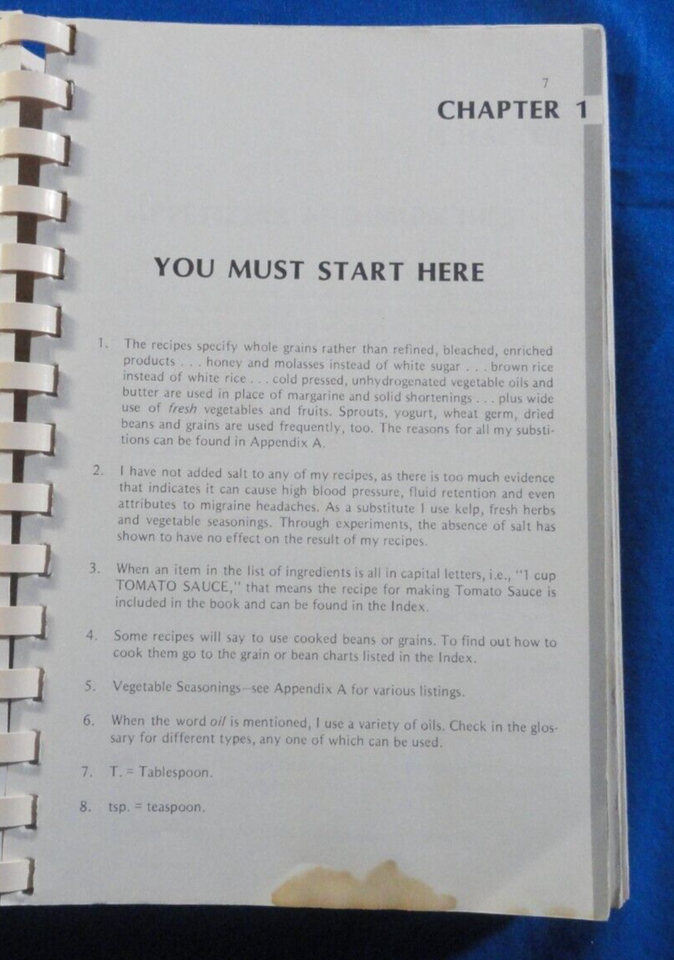 7
CHAPTER 1
YOU MUST START HERE
1. The recipes specify whole grains rather than refined, bleached, enriched
products . . . honey and molasses instead of white sugar . . . brown rice
instead of white rice . . . cold pressed, unhydrogenated vegetable oils and
butter are used in place of margarine and solid shortenings . . . plus wide
use of fresh vegetables and fruits. Sprouts, yogurt, wheat germ, dried
beans and grains are used frequently, too. The reasons for all my substi-
tutions can be found in Appendix A.
2. I have not added salt to any of my recipes, as there is too much evidence
that indicates it can cause high blood pressure, fluid retention and even
attributes to migraine headaches. As a substitute I use kelp, fresh herbs
and vegetable seasonings. Through experiments, the absence of salt has
shown to have no effect on the result of my recipes.
3. When an item in the list of ingredients is all in capital letters, i.e., "1 cup
TOMATO SAUCE," that means the recipe for making Tomato Sauce is
included in the book and can be found in the Index.
4. Some recipes will say to use cooked beans or grains. To find out how to
cook them go to the grain or bean charts listed in the Index.
5. Vegetable Seasonings—see Appendix A for various listings.
6. When the word oil is mentioned, I use a variety of oils. Check in the glos-
sary for different types, any one of which can be used.
7. T. = Tablespoon.
8. tsp. = teaspoon.